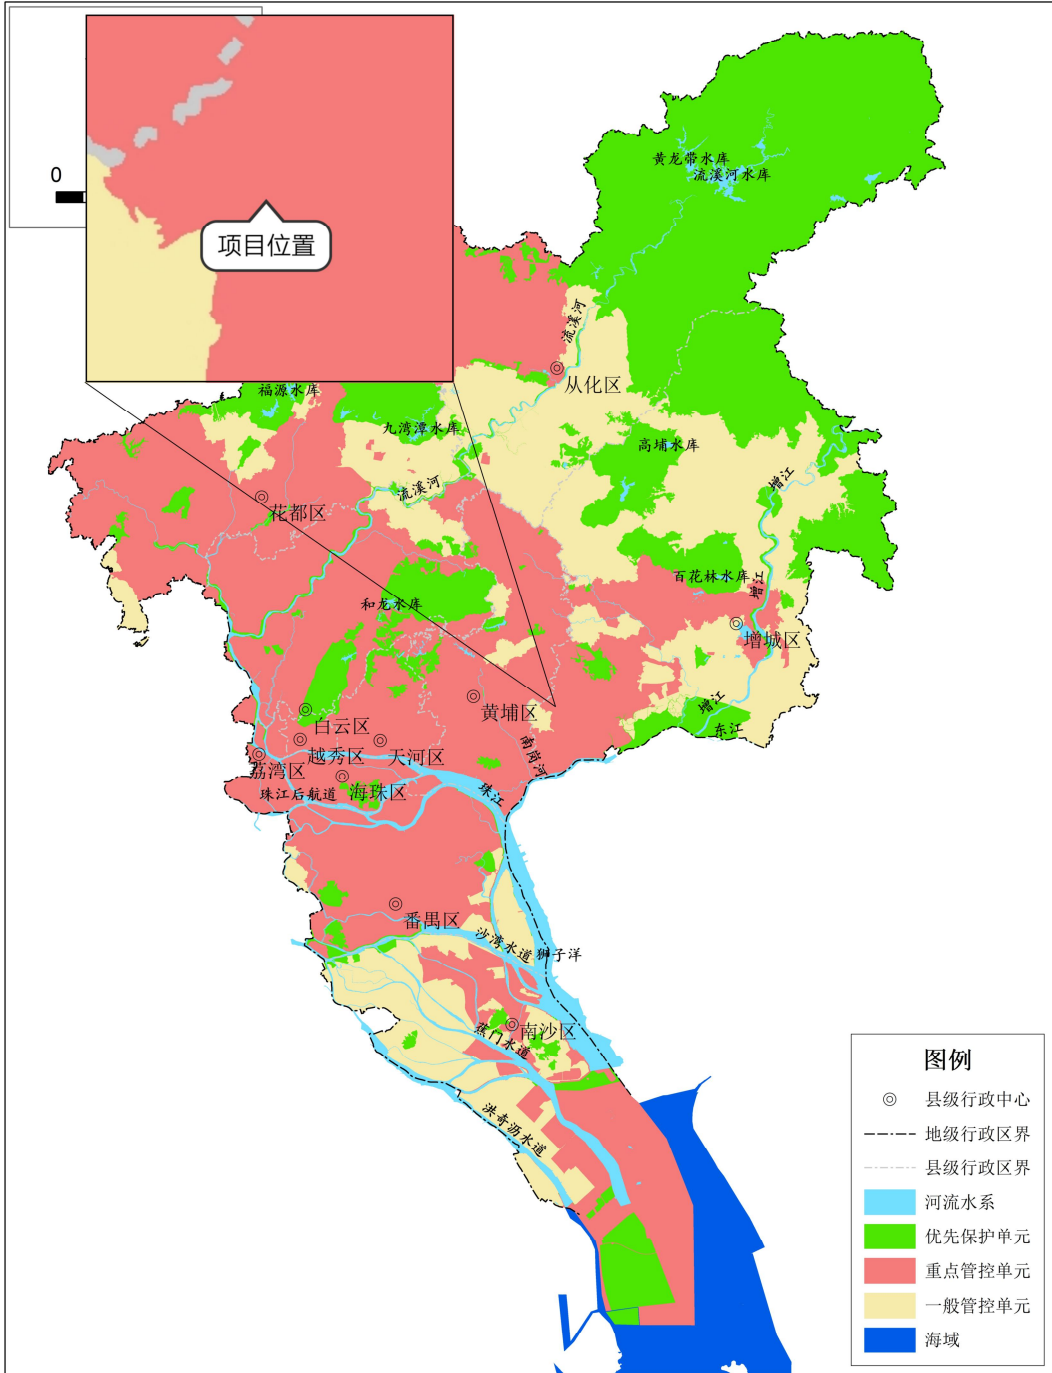 0
项目位置
黄龙带水库
流溪河水库
流溪河
从化区
福源水库
九湾潭水库
高埔水库
流溪河
增江
花都区
百花林水库
增江
和龙水库
增城区
增江
黄埔区
白云区
东江
越秀区
天河区
南岗河
荔湾区
海珠区
珠江后航道
珠江
番禺区
沙湾水道
狮子洋
南沙区
蕉门水道
洪奇沥水道
图例
县级行政中心
地级行政区界
县级行政区界
河流水系
优先保护单元
重点管控单元
一般管控单元
海域